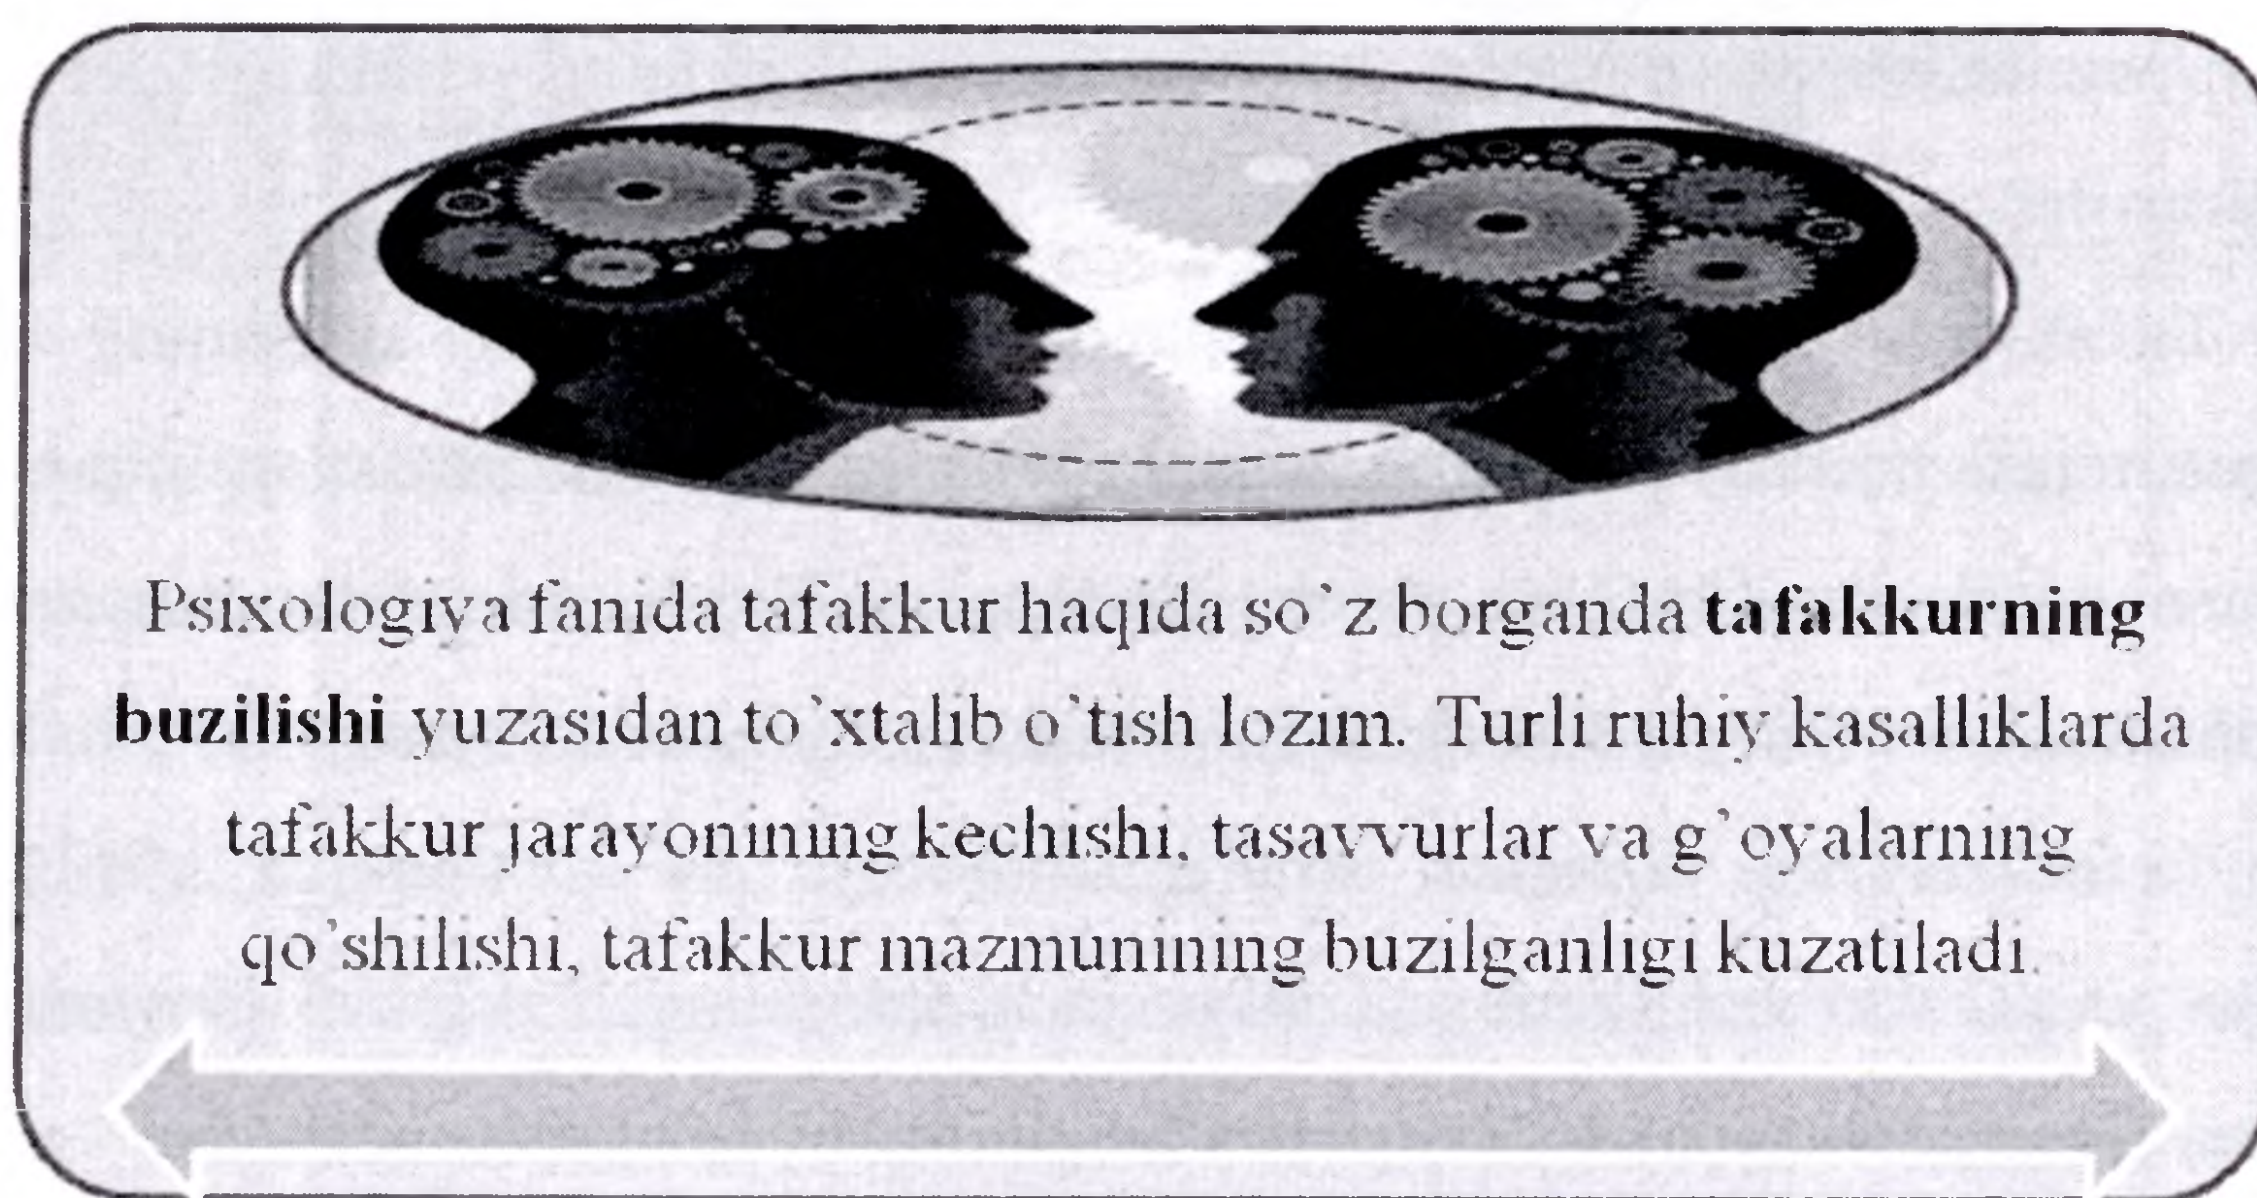 Psixologiya fanida tafakkur haqida so`z borganda tafakkurning
buzilishi yuzasidan to`xtalib o`tish lozim. Turli ruhiy kasalliklarda
tafakkur jarayonining kechishi, tasavvurlar va g`oyalarning
qo’shilishi, tafakkur mazmunining buzilganligi kuzatiladi.